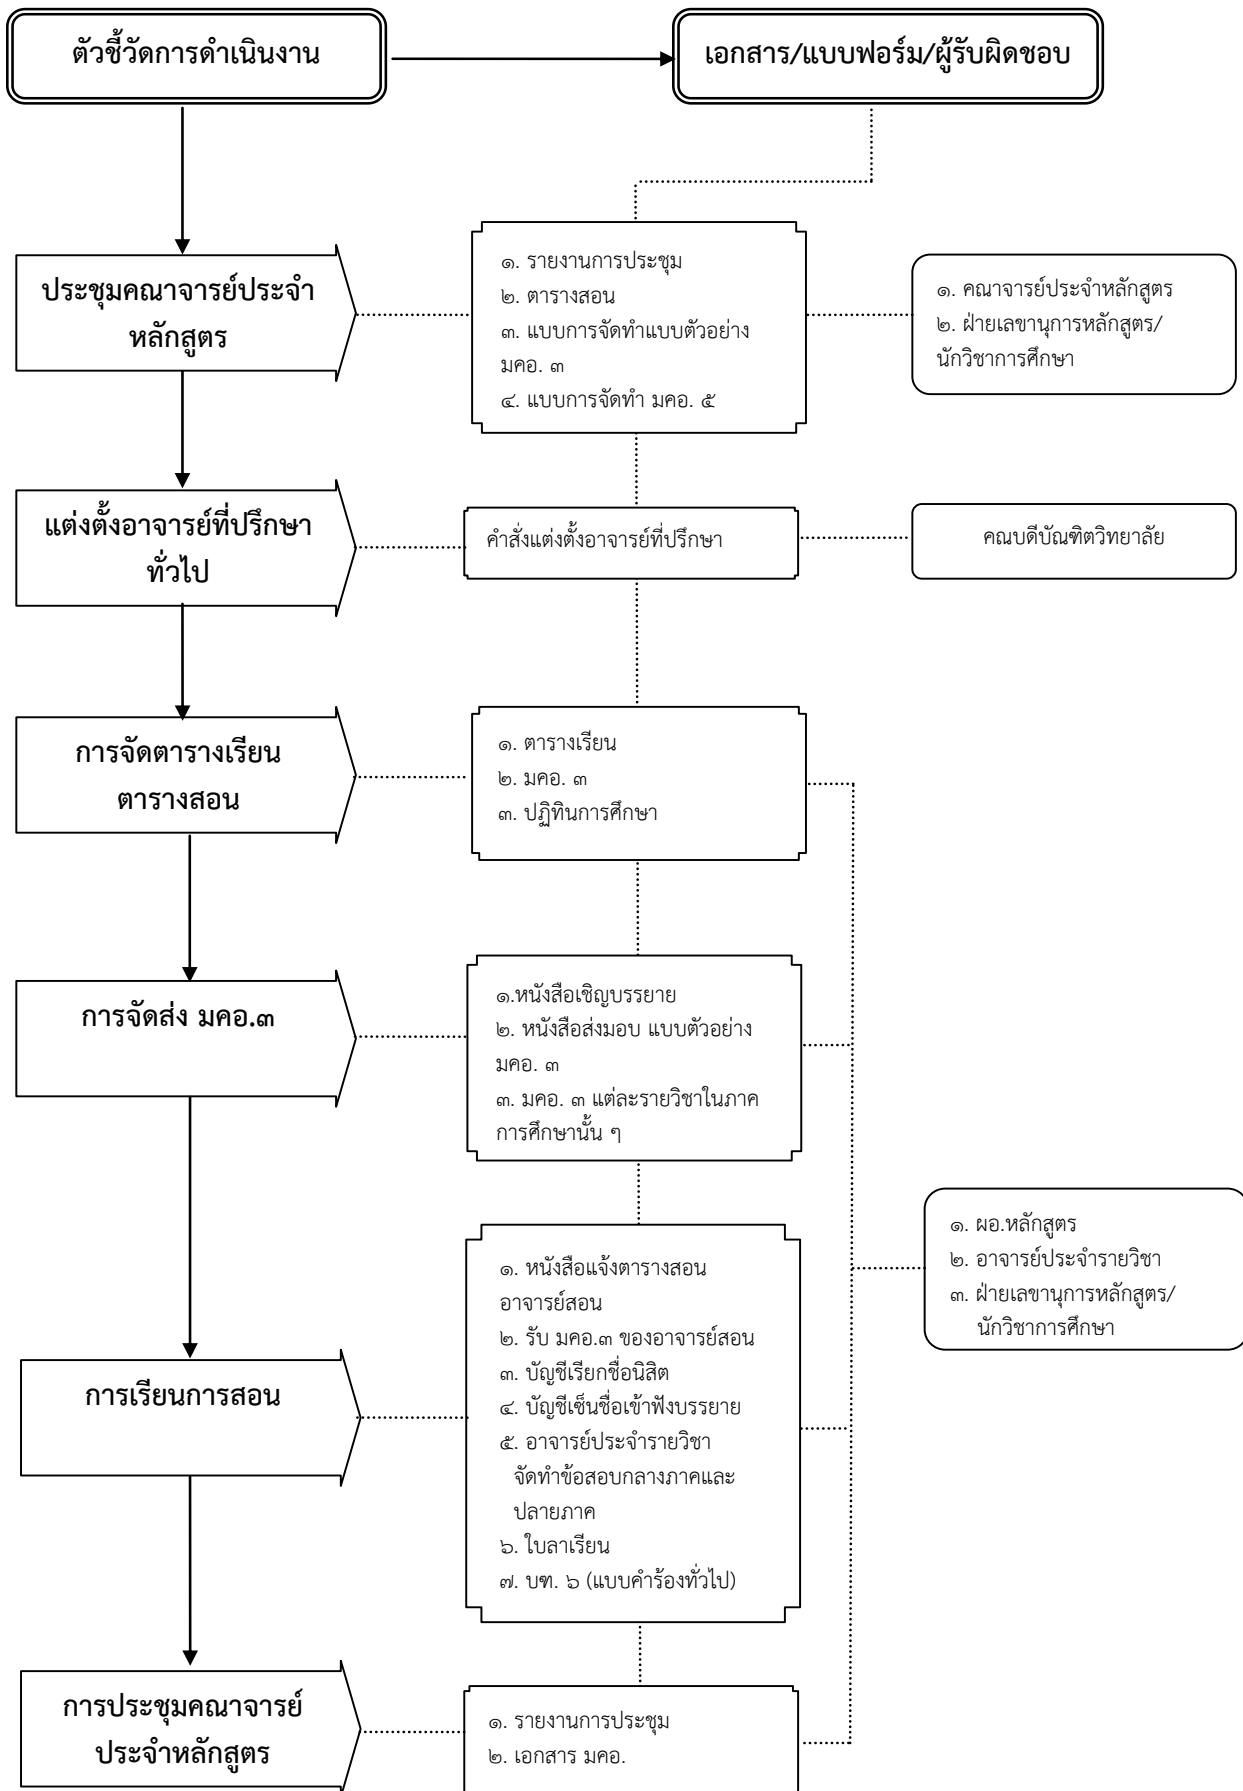 ตัวชี้วัดการดำเนินงาน
เอกสาร/แบบฟอร์ม/ผู้รับผิดชอบ
ประชุมคณาจารย์ประจำ
หลักสูตร
๑. รายงานการประชุม
๒. ตารางสอน
๓. แบบการจัดทำแบบตัวอย่าง
มคอ. ๓
๔. แบบการจัดทำ มคอ. ๕
๑. คณาจารย์ประจำหลักสูตร
๒. ฝ่ายเลขานุการหลักสูตร/
นักวิชาการศึกษา
แต่งตั้งอาจารย์ที่ปรึกษา
ทั่วไป
คำสั่งแต่งตั้งอาจารย์ที่ปรึกษา
คณบดีบัณฑิตวิทยาลัย
การจัดตารางเรียน
ตารางสอน
๑. ตารางเรียน
๒. มคอ. ๓
๓. ปฏิทินการศึกษา
การจัดส่ง มคอ.๓
๑.หนังสือเชิญบรรยาย
๒. หนังสือส่งมอบ แบบตัวอย่าง
มคอ. ๓
๓. มคอ. ๓ แต่ละรายวิชาในภาค
การศึกษานั้น ๆ
๑. ผอ.หลักสูตร
๒. อาจารย์ประจำรายวิชา
๓. ฝ่ายเลขานุการหลักสูตร/
นักวิชาการศึกษา
การเรียนการสอน
๑. หนังสือแจ้งตารางสอน
อาจารย์สอน
๒. รับ มคอ.๓ ของอาจารย์สอน
๓. บัญชีเรียกชื่อนิสิต
๔. บัญชีเซ็นชื่อเข้าฟังบรรยาย
๕. อาจารย์ประจำรายวิชา
จัดทำข้อสอบกลางภาคและ
ปลายภาค
๖. ใบลาเรียน
๗. บฑ. ๖ (แบบคำร้องทั่วไป)
การประชุมคณาจารย์
ประจำหลักสูตร
๑. รายงานการประชุม
๒. เอกสาร มคอ.